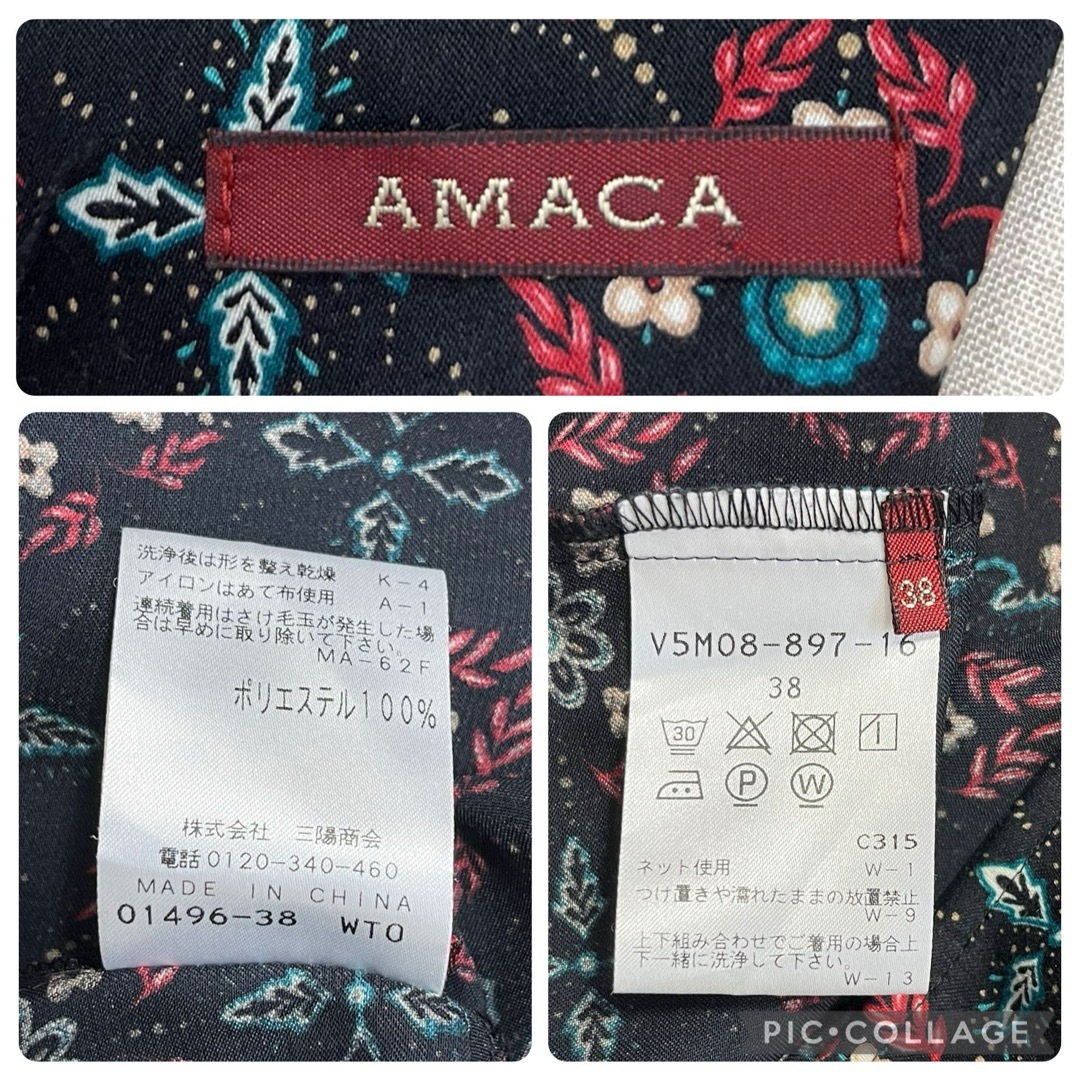 AMACA
洗浄後は形を整え乾燥 K-4
アイロンはあて布使用 A-1
連続着用はさけ毛玉が発生した場
合は早めに取り除いて下さい。
MA-62F
ポリエステル100%
株式会社 三陽商会
電話0120-340-460
MADE IN CHINA
01496-38 WT0
38
V5M08-897-16
38
30
P W
C315
ネット使用 W-1
つけ置きや濡れたままの放置禁止
W-9
上下組み合わせでご着用の場合上
下一緒に洗浄して下さい。
W-13
PIC•COLLAGE